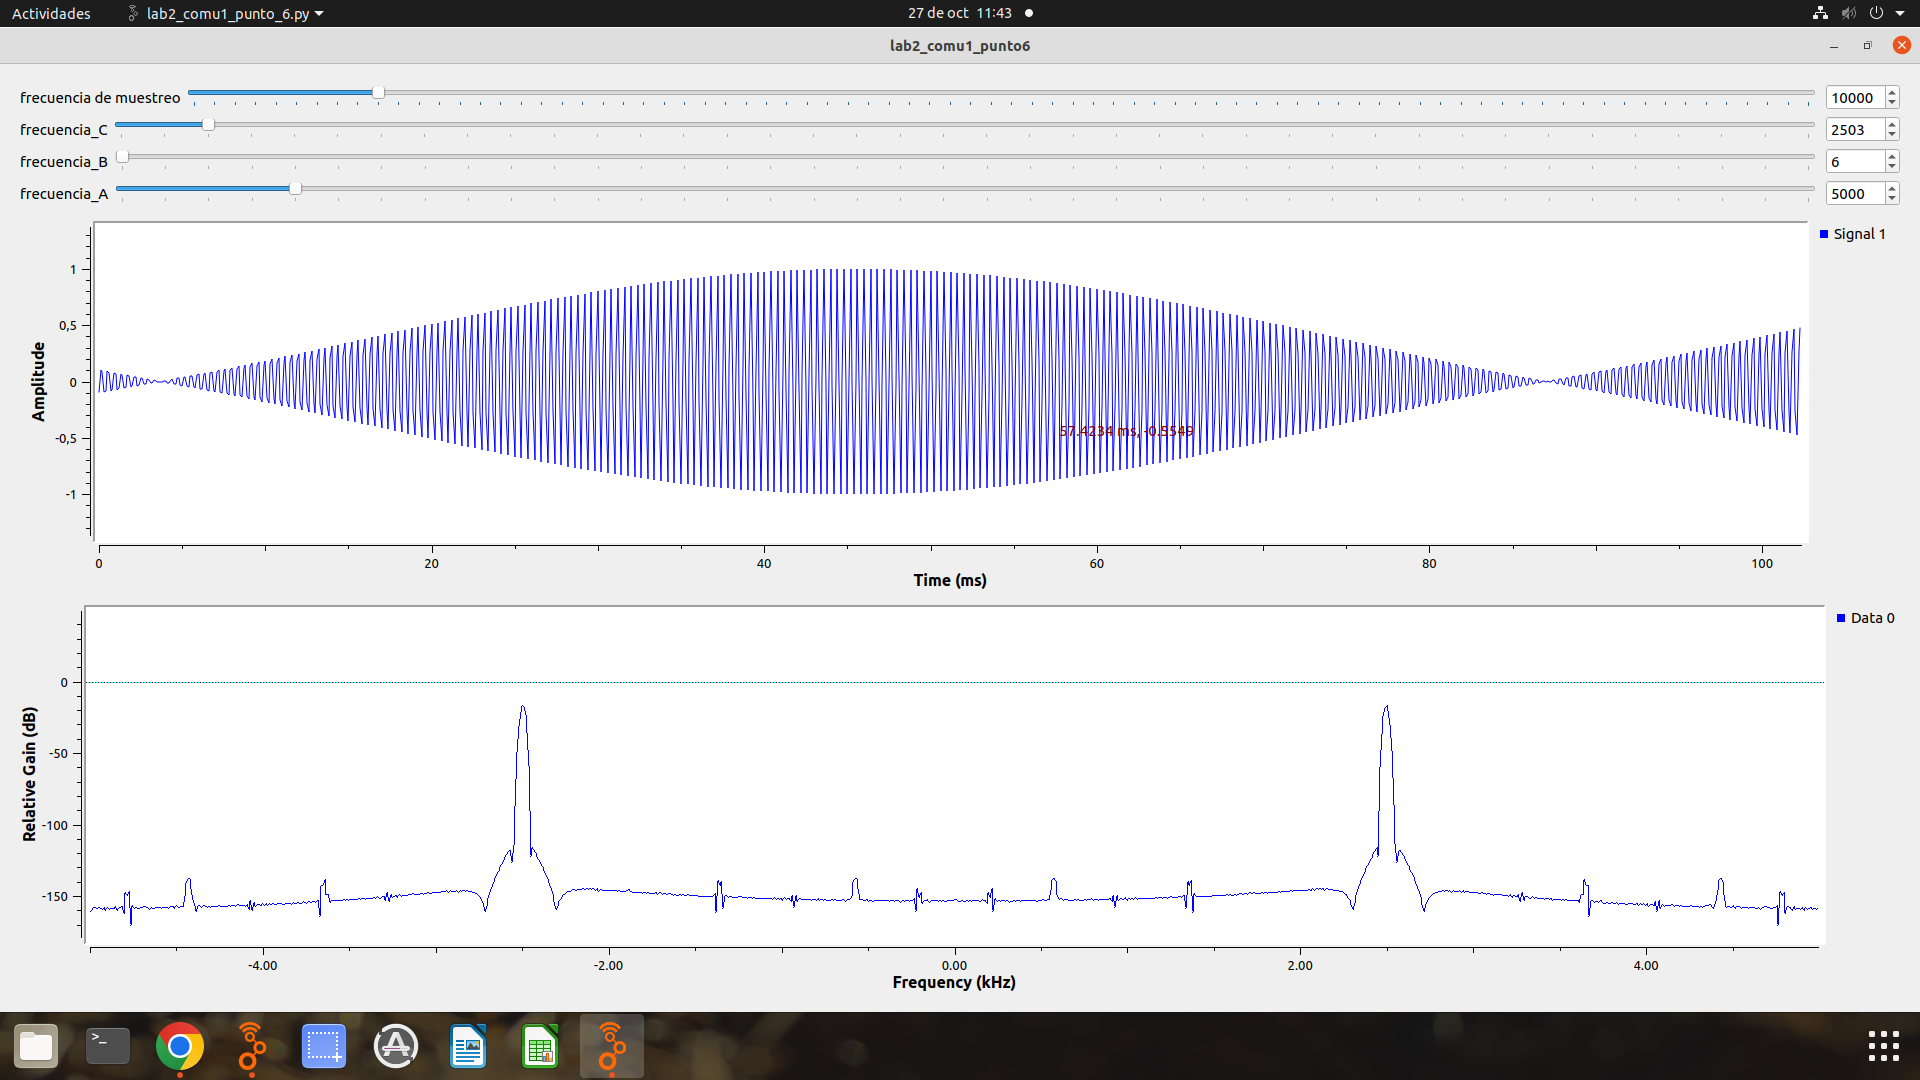 Actividades lab2_comu1_punto_6.py 27 de oct 11:43
lab2_comu1_punto6
frecuencia de muestreo 10000
frecuencia_C 2503
frecuencia_B 6
frecuencia_A 5000
Signal 1
1
0,5
0
-0,5
-1
Amplitude
57.4234 ms, -0.5549
0 20 40 60 80 100
Time (ms)
Data 0
0
-50
-100
-150
Relative Gain (dB)
-4.00 -2.00 0.00 2.00 4.00
Frequency (kHz)
>_